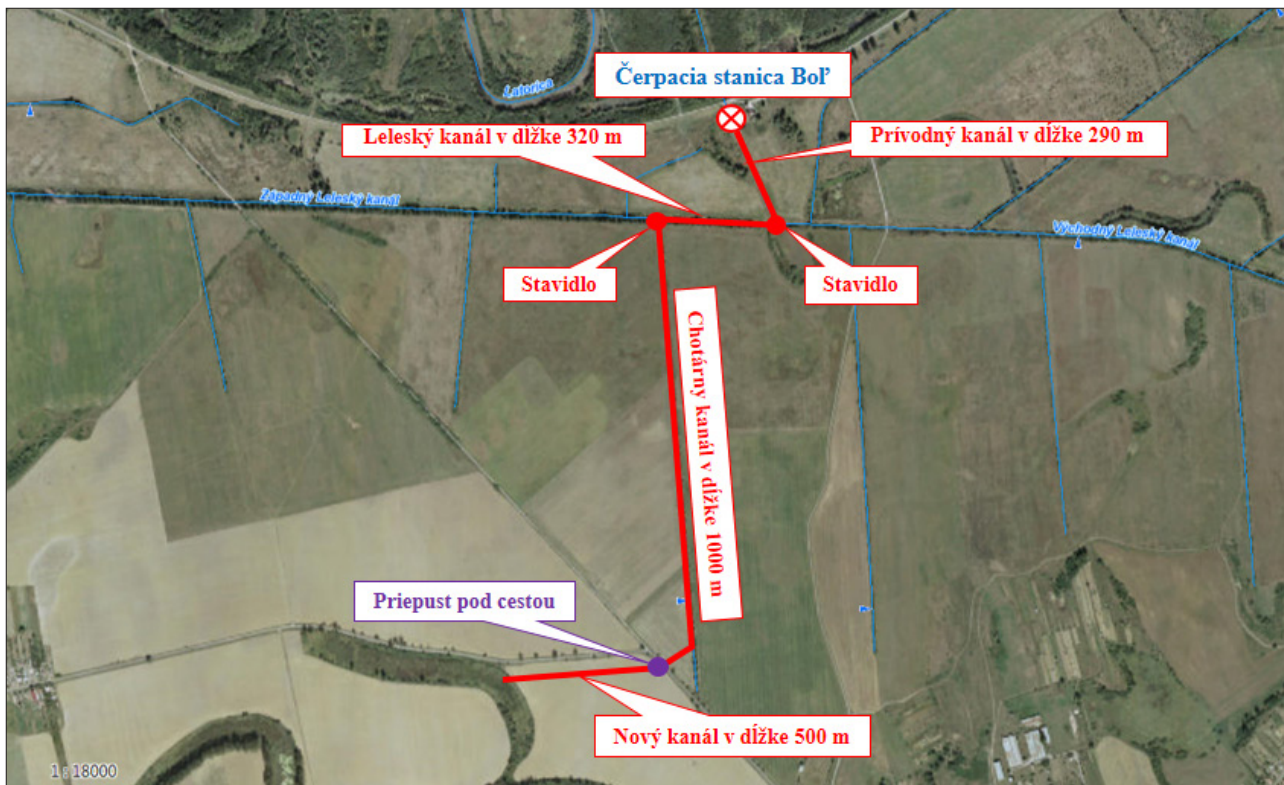 Čerpacia stanica Boľ
Latorica
Leleský kanál v dĺžke 320 m
Prívodný kanál v dĺžke 290 m
Západný Leleský kanál
Východný Leleský kanál
Stavidlo
Stavidlo
Chotárny kanál v dĺžke 1000 m
Priepust pod cestou
Nový kanál v dĺžke 500 m
1 : 18000